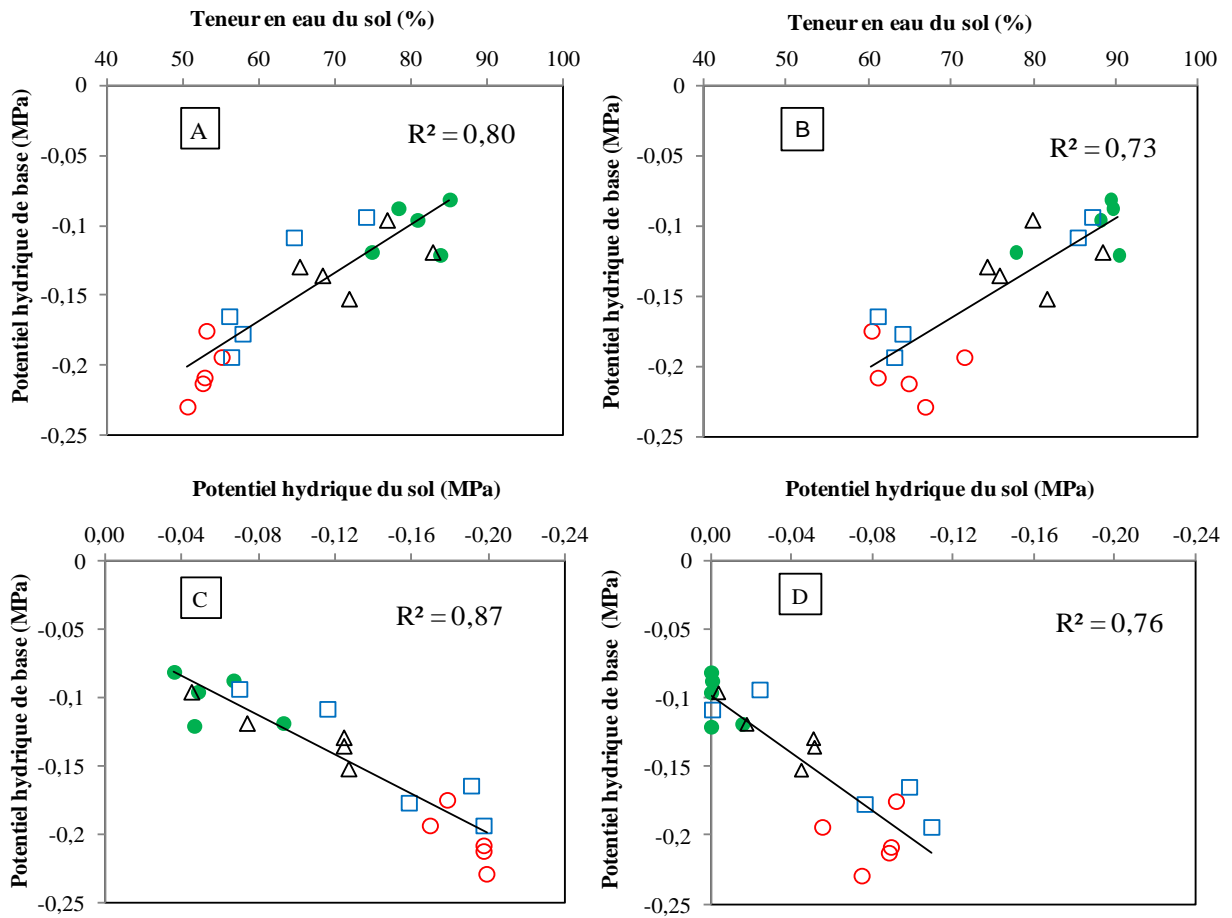 Teneur en eau du sol (%)
40 50 60 70 80 90 100
0
-0,05
-0,1
-0,15
-0,2
-0,25
Potentiel hydrique de base (MPa)
A
R² = 0,80
Teneur en eau du sol (%)
40 50 60 70 80 90 100
0
-0,05
-0,1
-0,15
-0,2
-0,25
Potentiel hydrique de base (MPa)
B
R² = 0,73
Potentiel hydrique du sol (MPa)
0,00 -0,04 -0,08 -0,12 -0,16 -0,20 -0,24
0
-0,05
-0,1
-0,15
-0,2
-0,25
Potentiel hydrique de base (MPa)
C
R² = 0,87
Potentiel hydrique du sol (MPa)
0,00 -0,04 -0,08 -0,12 -0,16 -0,20 -0,24
0
-0,05
-0,1
-0,15
-0,2
-0,25
Potentiel hydrique de base (MPa)
D
R² = 0,76